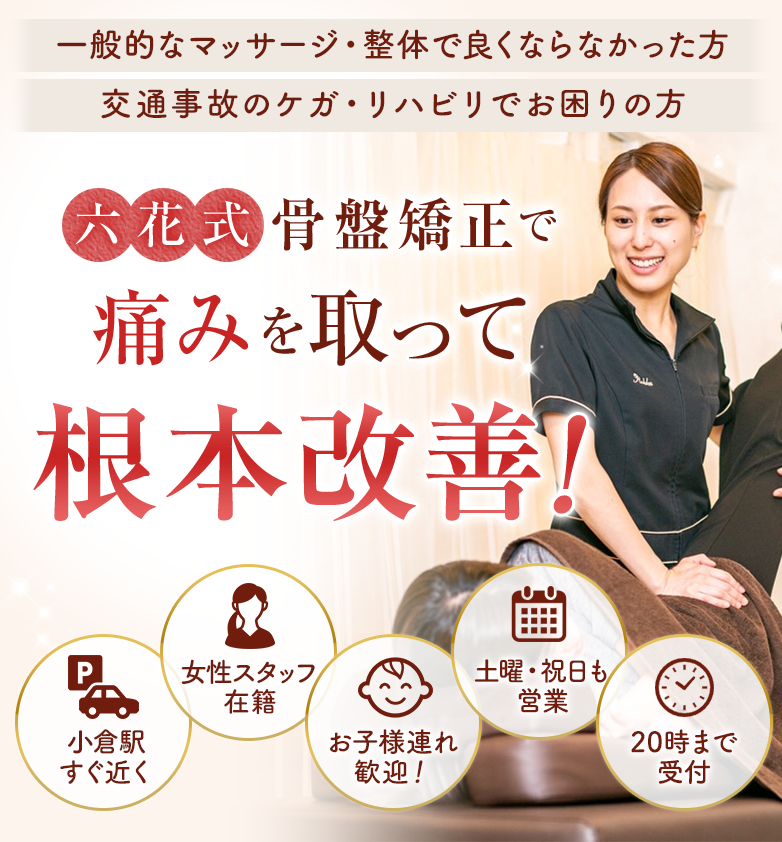 一般的なマッサージ・整体で良くならなかった方
交通事故のケガ・リハビリでお困りの方
六花式骨盤矯正で
痛みを取って
根本改善!
P
小倉駅
すぐ近く
女性スタッフ
在籍
お子様連れ
歓迎!
土曜・祝日も
営業
20時まで
受付